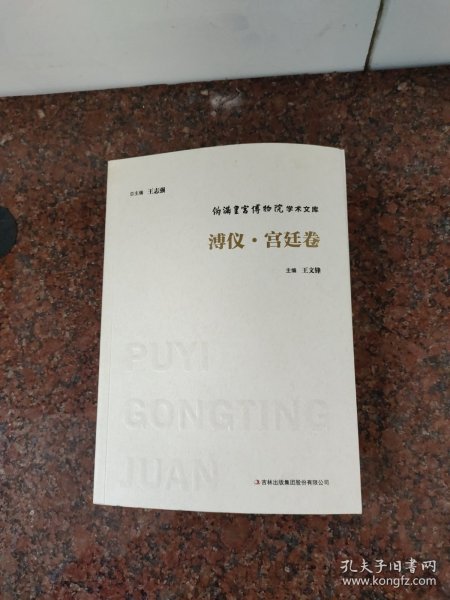 总主编 王志强
伪满皇宫博物院学术文库
溥仪·宫廷卷
主编 王文锋
PUYI
GONGTING
JUAN
吉林出版集团股份有限公司
孔夫子旧书网
www.kongfz.com